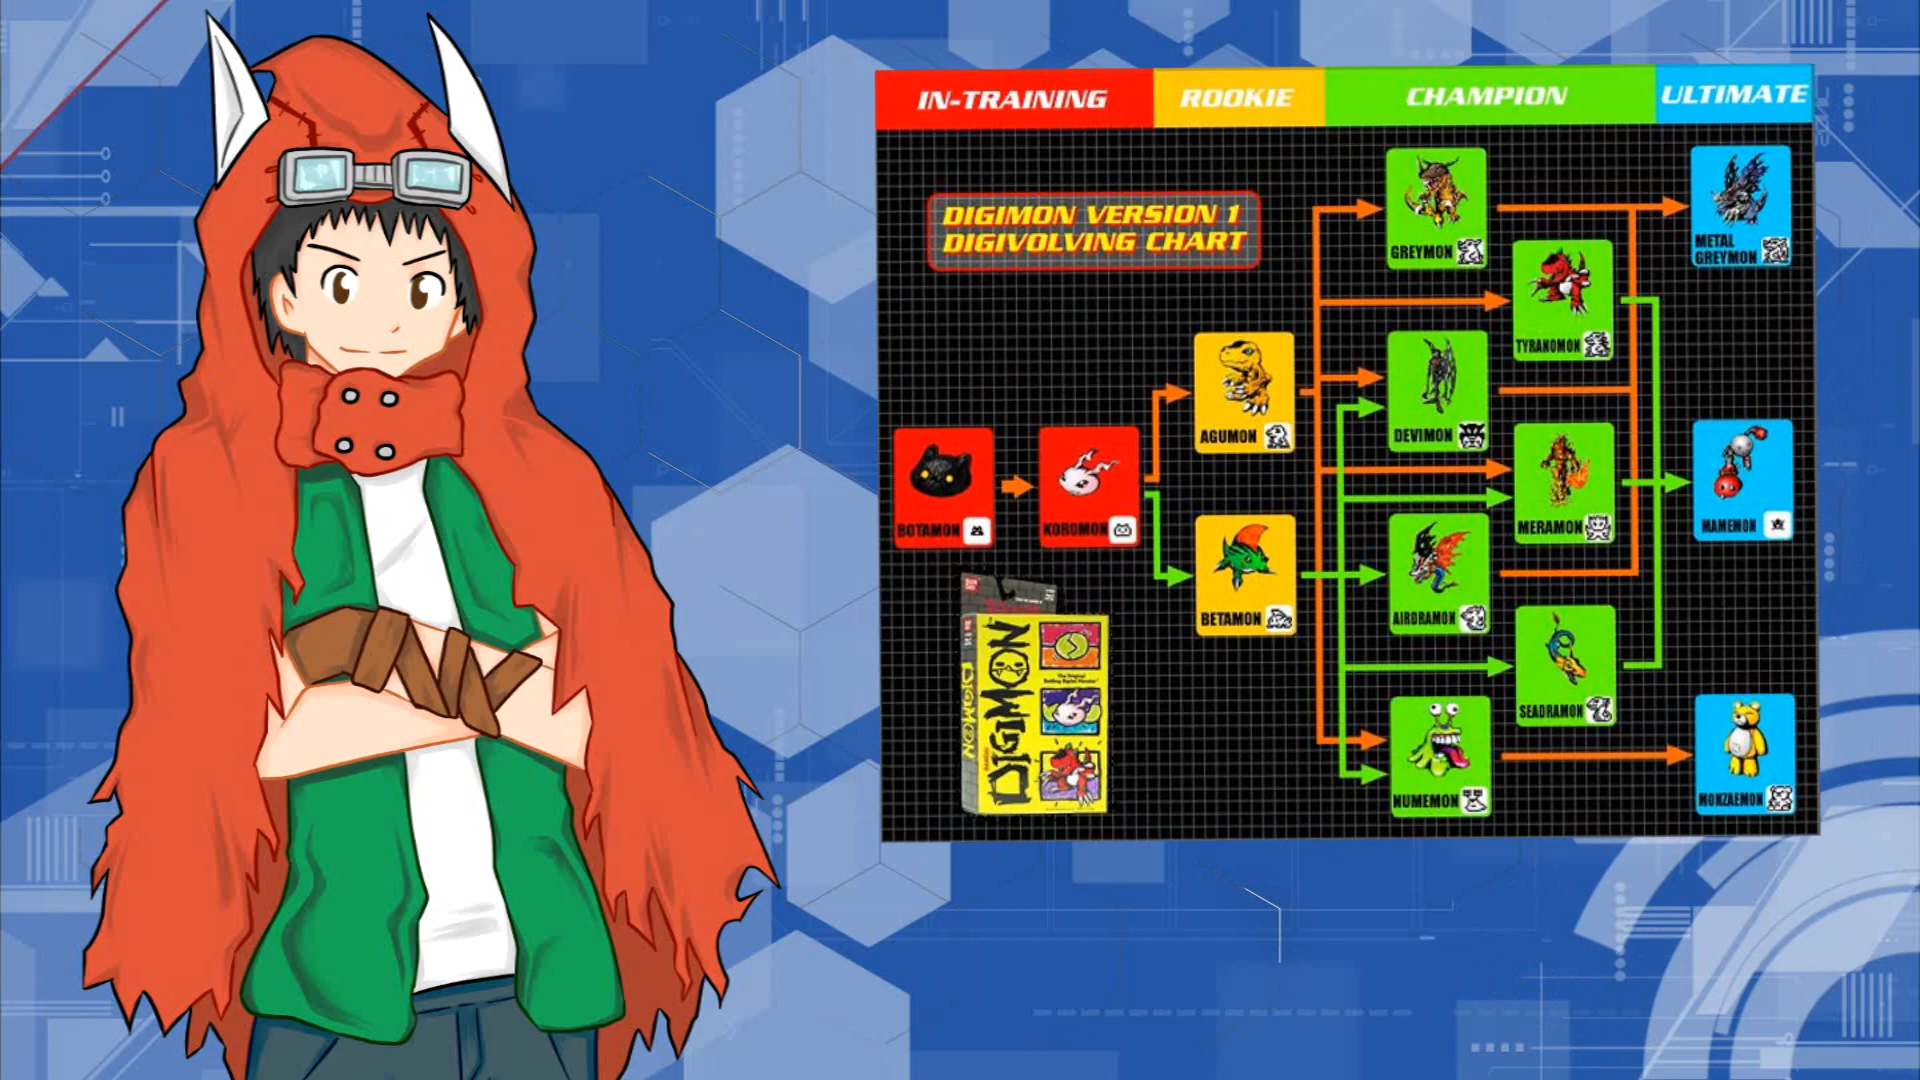 IN-TRAINING
ROOKIE
CHAMPION
ULTIMATE
DIGIMON VERSION 1
DIGIVOLVING CHART
GREYMON
METAL
GREYMON
TYRANOMON
AGUMON
DEVIMON
BOTAMON
KOROMON
MERAMON
MAMEMON
BETAMON
AIRDRAMON
SEADRAMON
NUMEMON
MONZAEMON
DIGIMON
DIGIMON